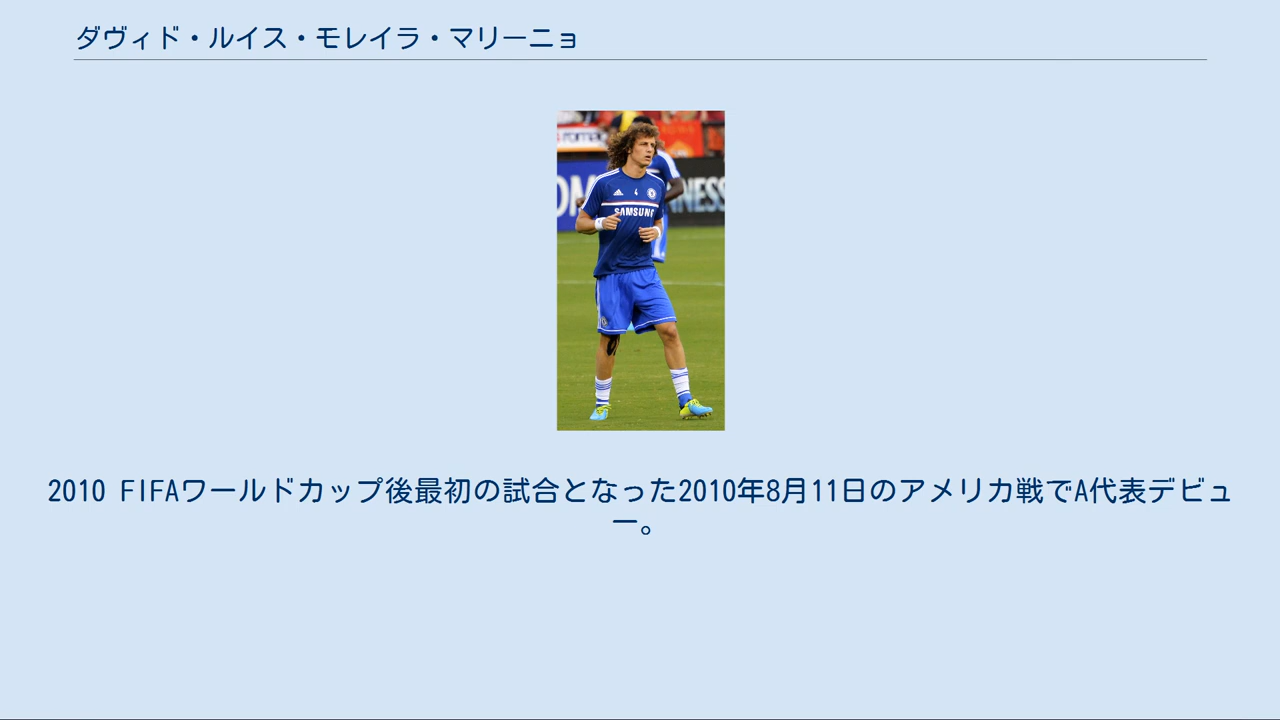 ダヴィド・ルイス・モレイラ・マリーニョ
SAMSUNG
4
2010 FIFAワールドカップ後最初の試合となった2010年8月11日のアメリカ戦でA代表デビュ
ー。